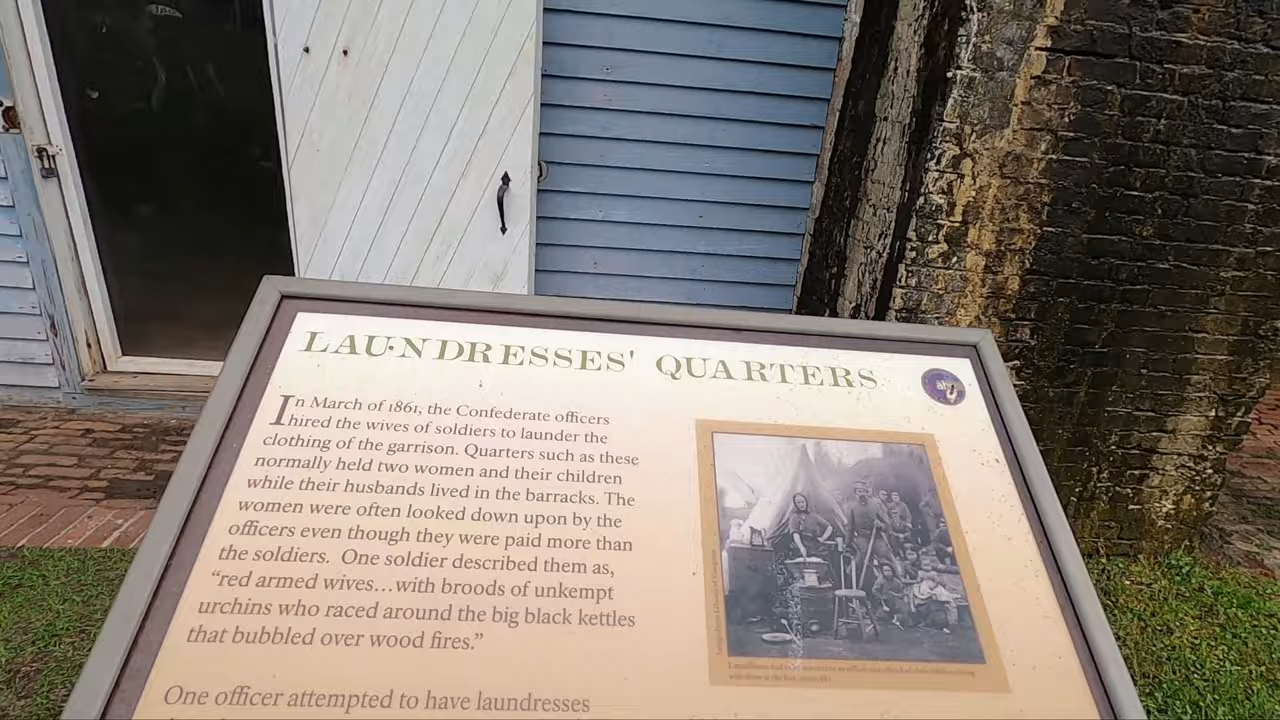 LAUNDRESSES' QUARTERS
In March of 1861, the Confederate officers
hired the wives of soldiers to launder the
clothing of the garrison. Quarters such as these
normally held two women and their children
while their husbands lived in the barracks. The
women were often looked down upon by the
officers even though they were paid more than
the soldiers. One soldier described them as,
“red armed wives…with broods of unkempt
urchins who raced around the big black kettles
that bubbled over wood fires.”
One officer attempted to have laundresses